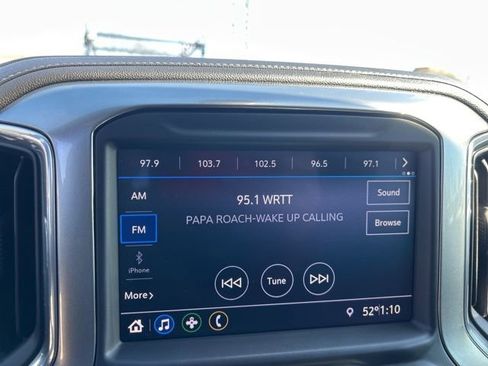 97.9 103.7 102.5 96.5 97.1
AM
95.1 WRTT
Sound
FM
PAPA ROACH-WAKE UP CALLING
Browse
iPhone
Tune
More
52° 1:10